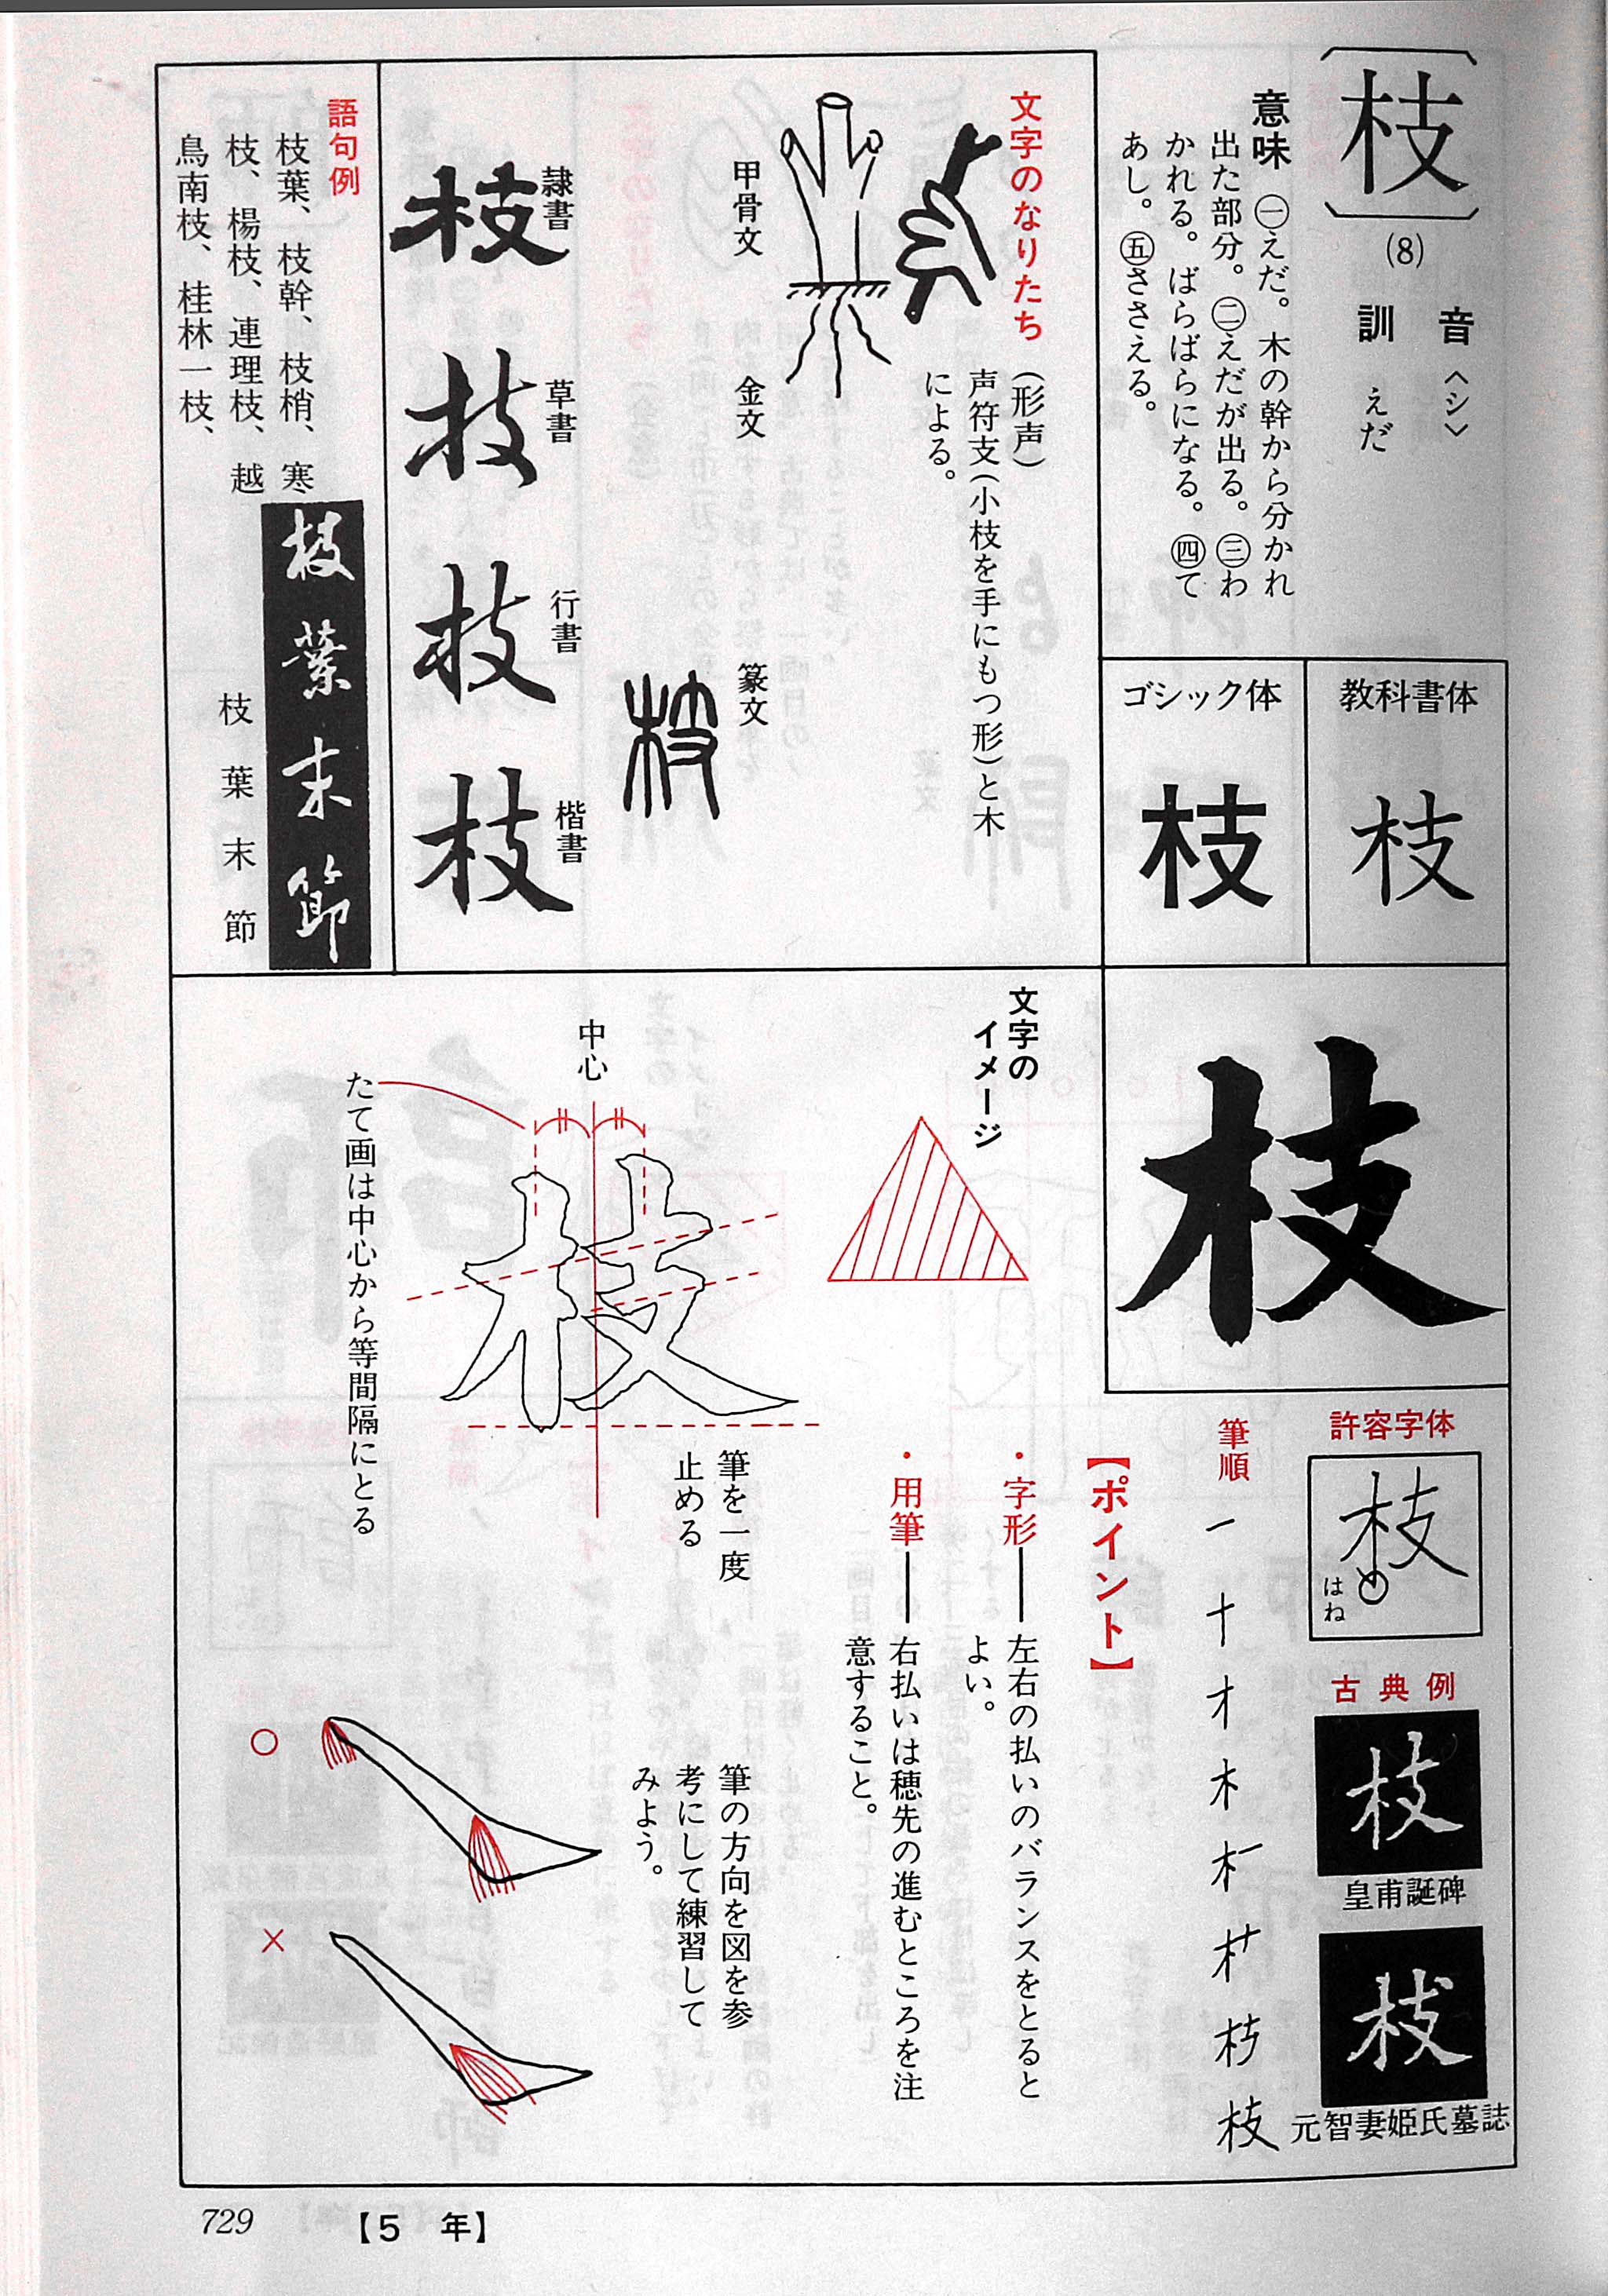 枝
(8)
音〈シ〉
訓 えだ
意味 ㊀えだ。木の幹から分かれ
出た部分。㊁えだが出る。㊂わ
かれる。ばらばらになる。㊃て
あし。㊄ささえる。
教科書体
枝
ゴシック体
枝
文字のなりたち (形声)
声符支(小枝を手にもつ形)と木
による。
甲骨文
金文
篆文
枝
隷書
枝
草書
枝
行書
枝
楷書
枝
語句例
枝葉、枝幹、枝梢、寒
枝、楊枝、連理枝、越
鳥南枝、桂林一枝、
枝葉末節
枝葉末節
枝
文字の
イメージ
中心
たて画は中心から等間隔にとる
枝
許容字体
枝
はね
古典例
枝
皇甫誕碑
枝
元智妻姫氏墓誌
筆順
枝
【ポイント】
・字形――左右の払いのバランスをとると
よい。
・用筆――右払いは穂先の進むところを注
意すること。
筆を一度
止める
筆の方向を図を参
考にして練習して
みよう。
○
×
729
【5 年】